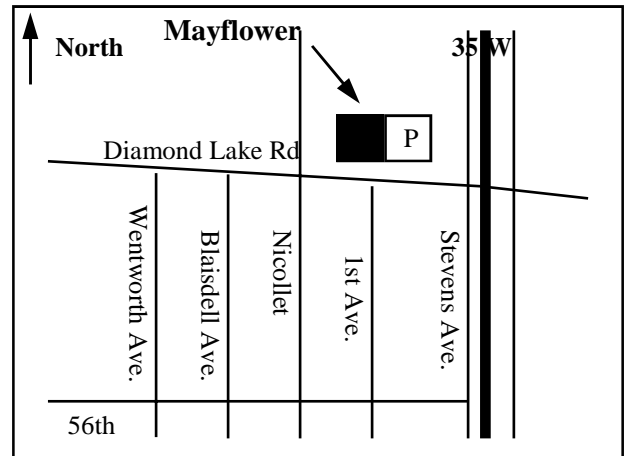 Mayflower
North
35 W
P
Diamond Lake Rd
Wentworth Ave.
Blaisdell Ave.
Nicollet
1st Ave.
Stevens Ave.
56th